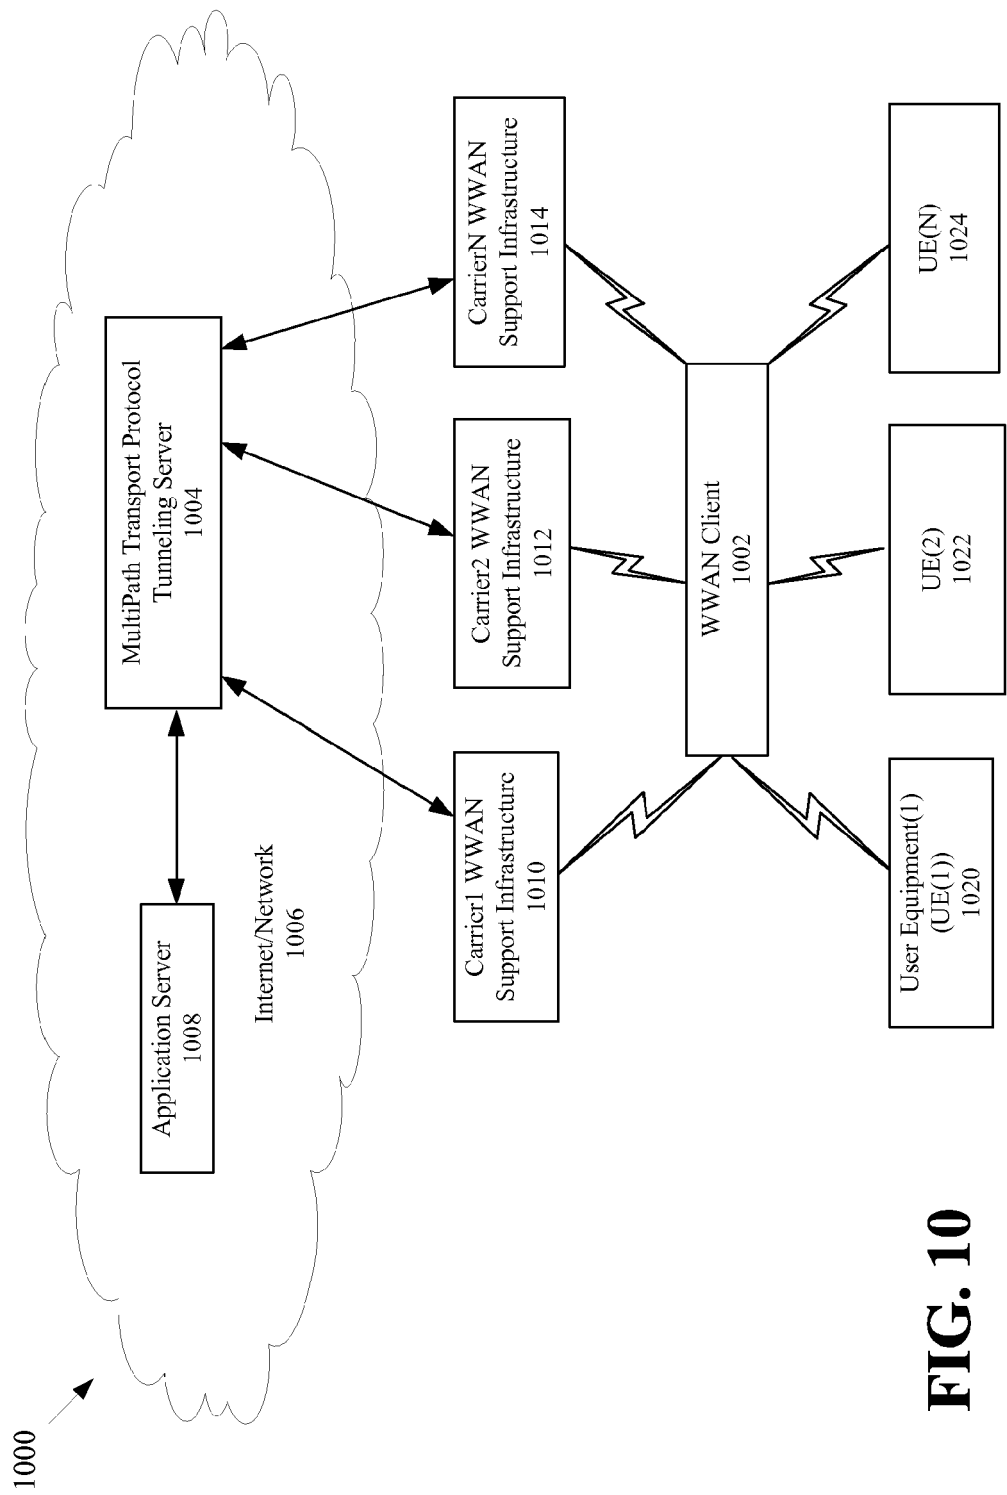 1000
Application Server
1008
MultiPath Transport Protocol
Tunneling Server
1004
Internet/Network
1006
Carrier1 WWAN
Support Infrastructure
1010
Carrier2 WWAN
Support Infrastructure
1012
CarrierN WWAN
Support Infrastructure
1014
WWAN Client
1002
User Equipment(1)
(UE(1))
1020
UE(2)
1022
UE(N)
1024
FIG. 10